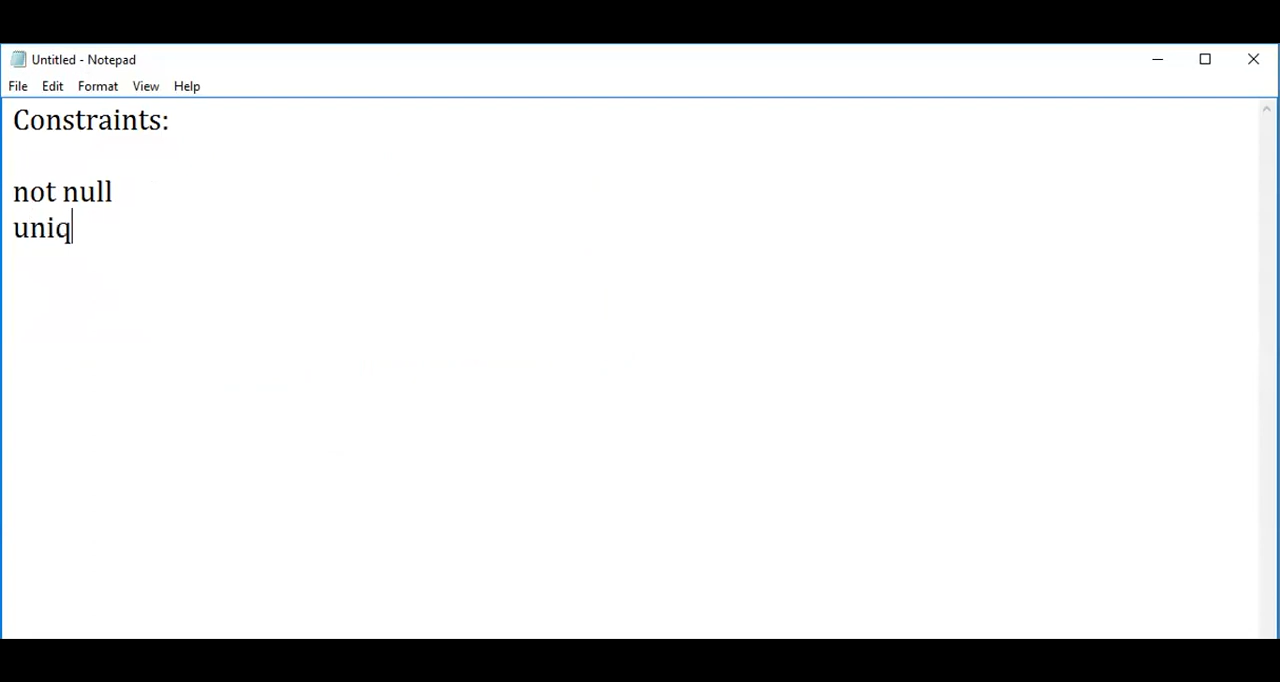 Untitled - Notepad
File Edit Format View Help
Constraints:
not null
uniq